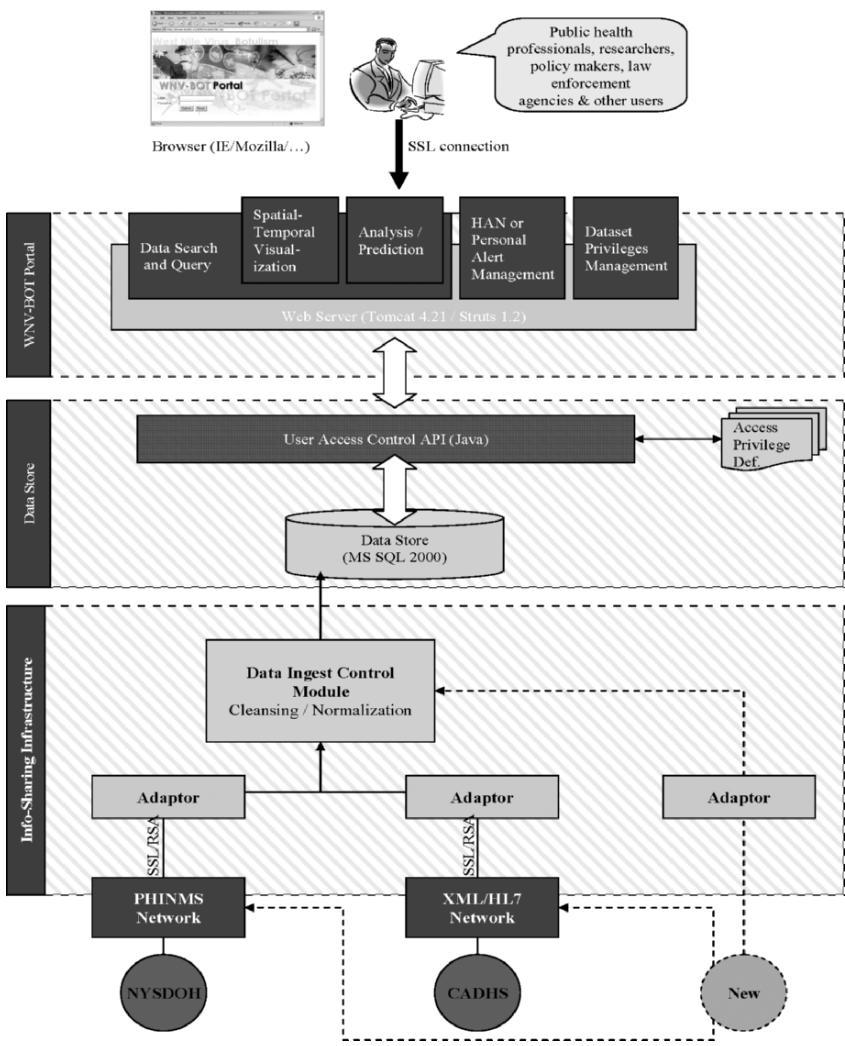 West Nile Virus, Botulism
WNV-BOT Portal
Browser (IE/Mozilla/…)
Public health
professionals, researchers,
policy makers, law
enforcement
agencies & other users
SSL connection
WNV-BOT Portal
Data Search
and Query
Spatial-
Temporal
Visual-
ization
Analysis /
Prediction
HAN or
Personal
Alert
Management
Dataset
Privileges
Management
Web Server (Tomcat 4.21 / Struts 1.2)
Data Store
User Access Control API (Java)
Access
Privilege
Def.
Data Store
(MS SQL 2000)
Info-Sharing Infrastructure
Data Ingest Control
Module
Cleansing / Normalization
Adaptor
Adaptor
Adaptor
SSL/RSA
SSL/RSA
PHINMS
Network
XML/HL7
Network
NYSDOH
CADHS
New